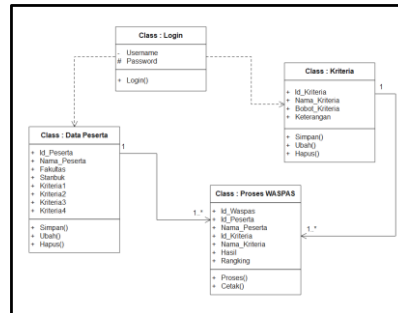 Class : Login
- Username
# Password
+ Login()
Class : Kriteria
+ Id_Kriteria
+ Nama_Kriteria
+ Bobot_Kriteria
+ Keterangan
+ Simpan()
+ Ubah()
+ Hapus()
1
Class : Data Peserta
+ Id_Peserta
+ Nama_Peserta
+ Fakultas
+ Stanbuk
+ Kriteria1
+ Kriteria2
+ Kriteria3
+ Kriteria4
+ Simpan()
+ Ubah()
+ Hapus()
1
Class : Proses WASPAS
+ Id_Waspas
+ Id_Peserta
+ Nama_Peserta
+ Id_Kriteria
+ Nama_Kriteria
+ Hasil
+ Rangking
+ Proses()
+ Cetak()
1..*
1..*